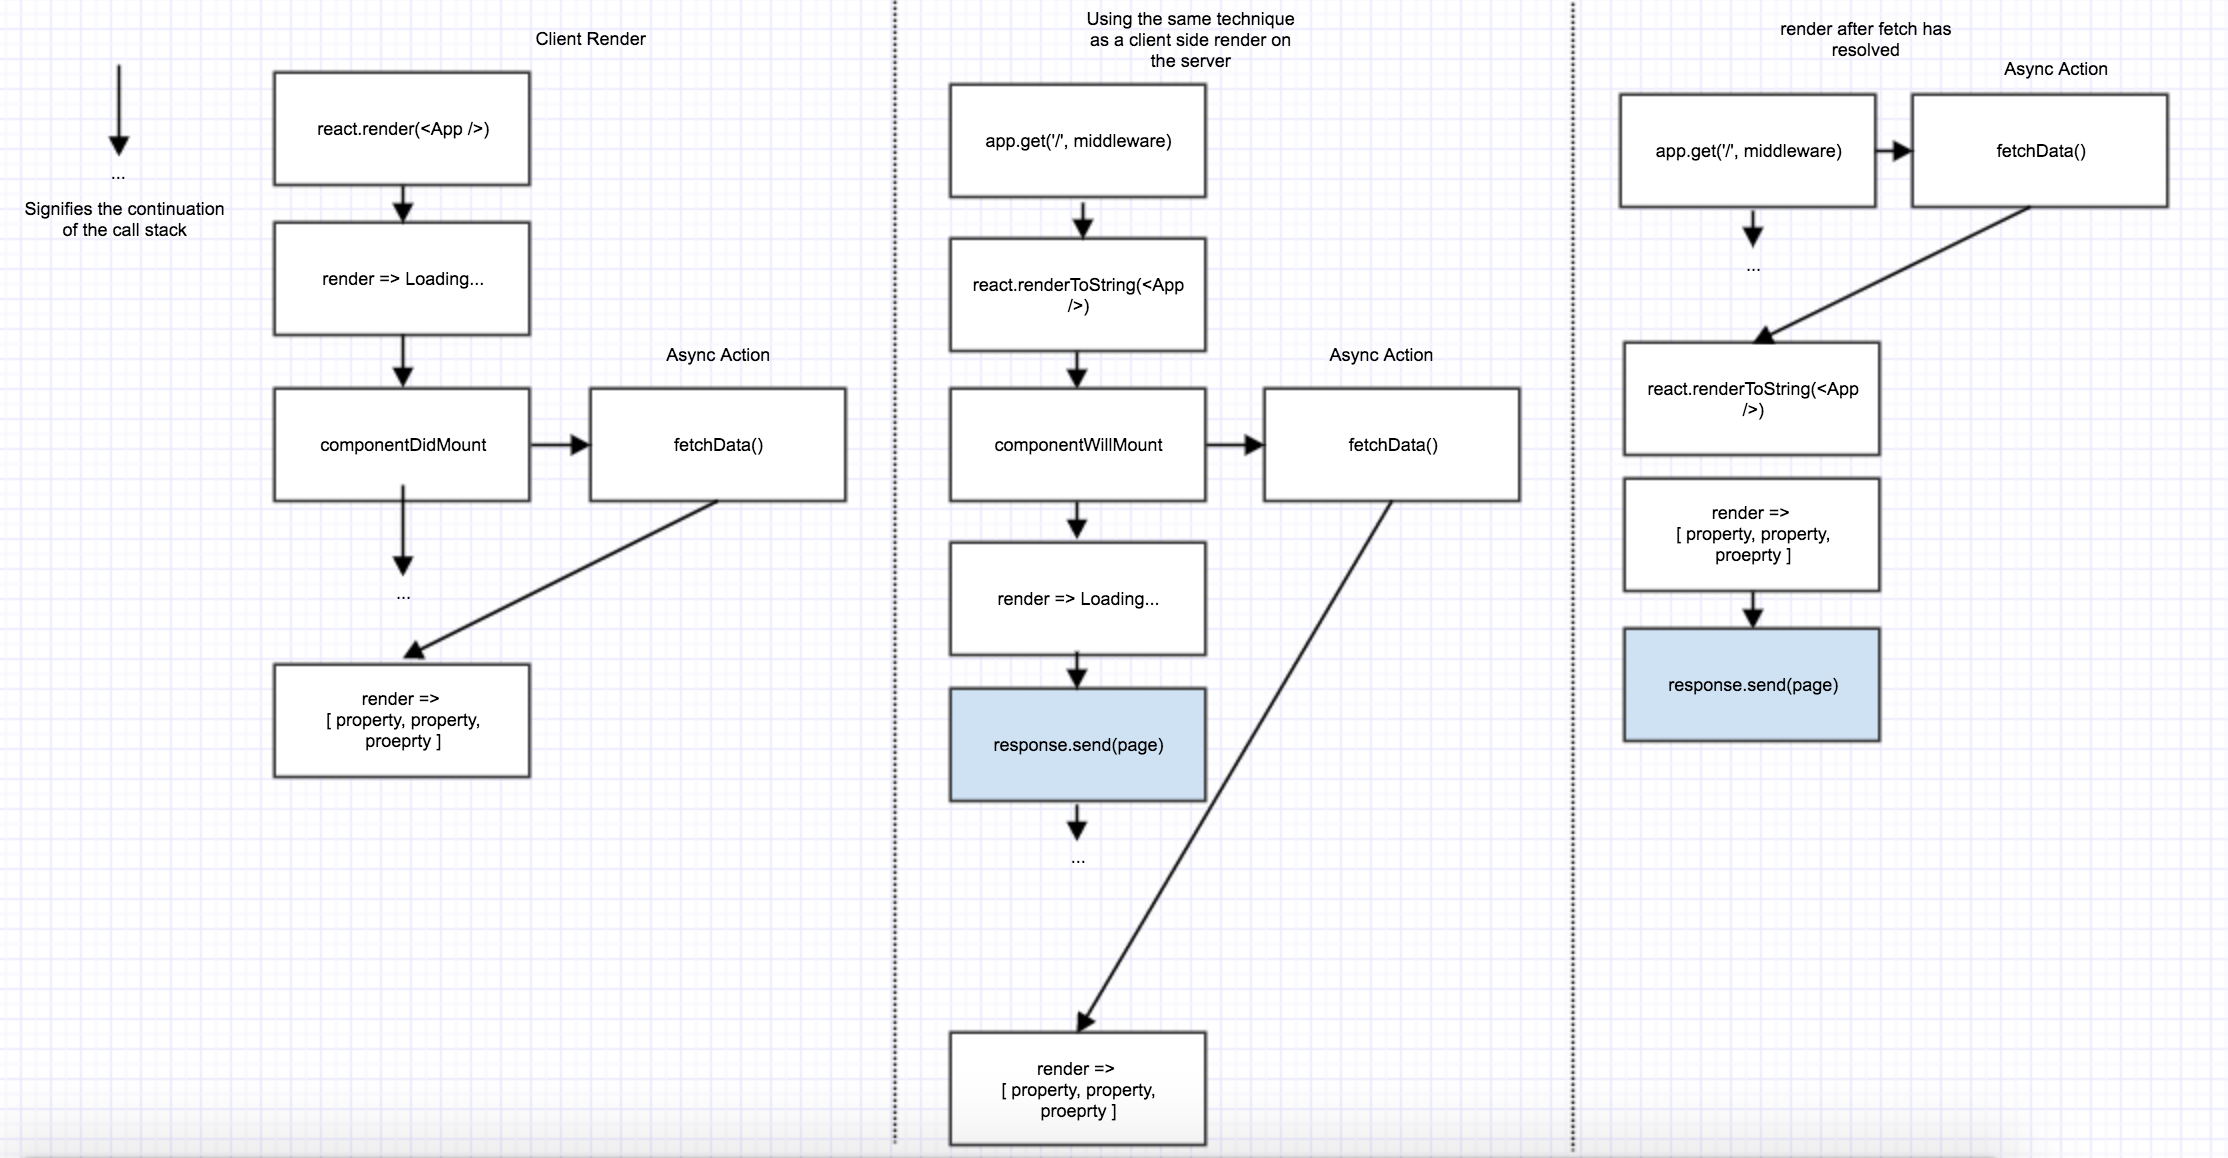 ...
Signifies the continuation
of the call stack
Client Render
react.render(<App />)
render => Loading...
componentDidMount
Async Action
fetchData()
...
render =>
[ property, property,
proeprty ]
Using the same technique
as a client side render on
the server
app.get('/', middleware)
react.renderToString(<App
/>)
componentWillMount
Async Action
fetchData()
render => Loading...
response.send(page)
...
render =>
[ property, property,
proeprty ]
render after fetch has
resolved
Async Action
app.get('/', middleware)
fetchData()
...
react.renderToString(<App
/>)
render =>
[ property, property,
proeprty ]
response.send(page)